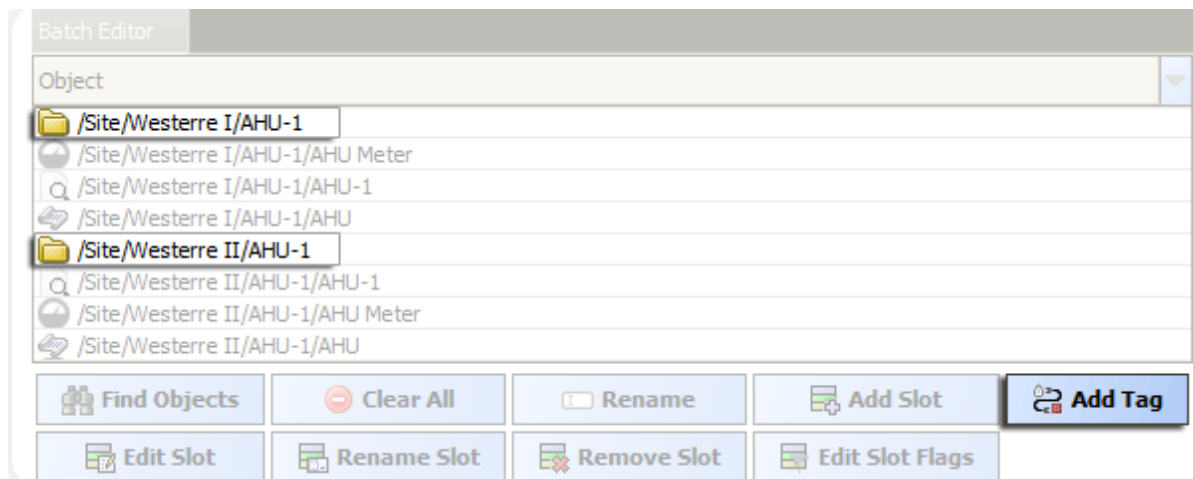 Batch Editor
Object
/Site/Westerre I/AHU-1
/Site/Westerre I/AHU-1/AHU Meter
/Site/Westerre I/AHU-1/AHU-1
/Site/Westerre I/AHU-1/AHU
/Site/Westerre II/AHU-1
/Site/Westerre II/AHU-1/AHU-1
/Site/Westerre II/AHU-1/AHU Meter
/Site/Westerre II/AHU-1/AHU
Find Objects Clear All Rename Add Slot Add Tag
Edit Slot Rename Slot Remove Slot Edit Slot Flags